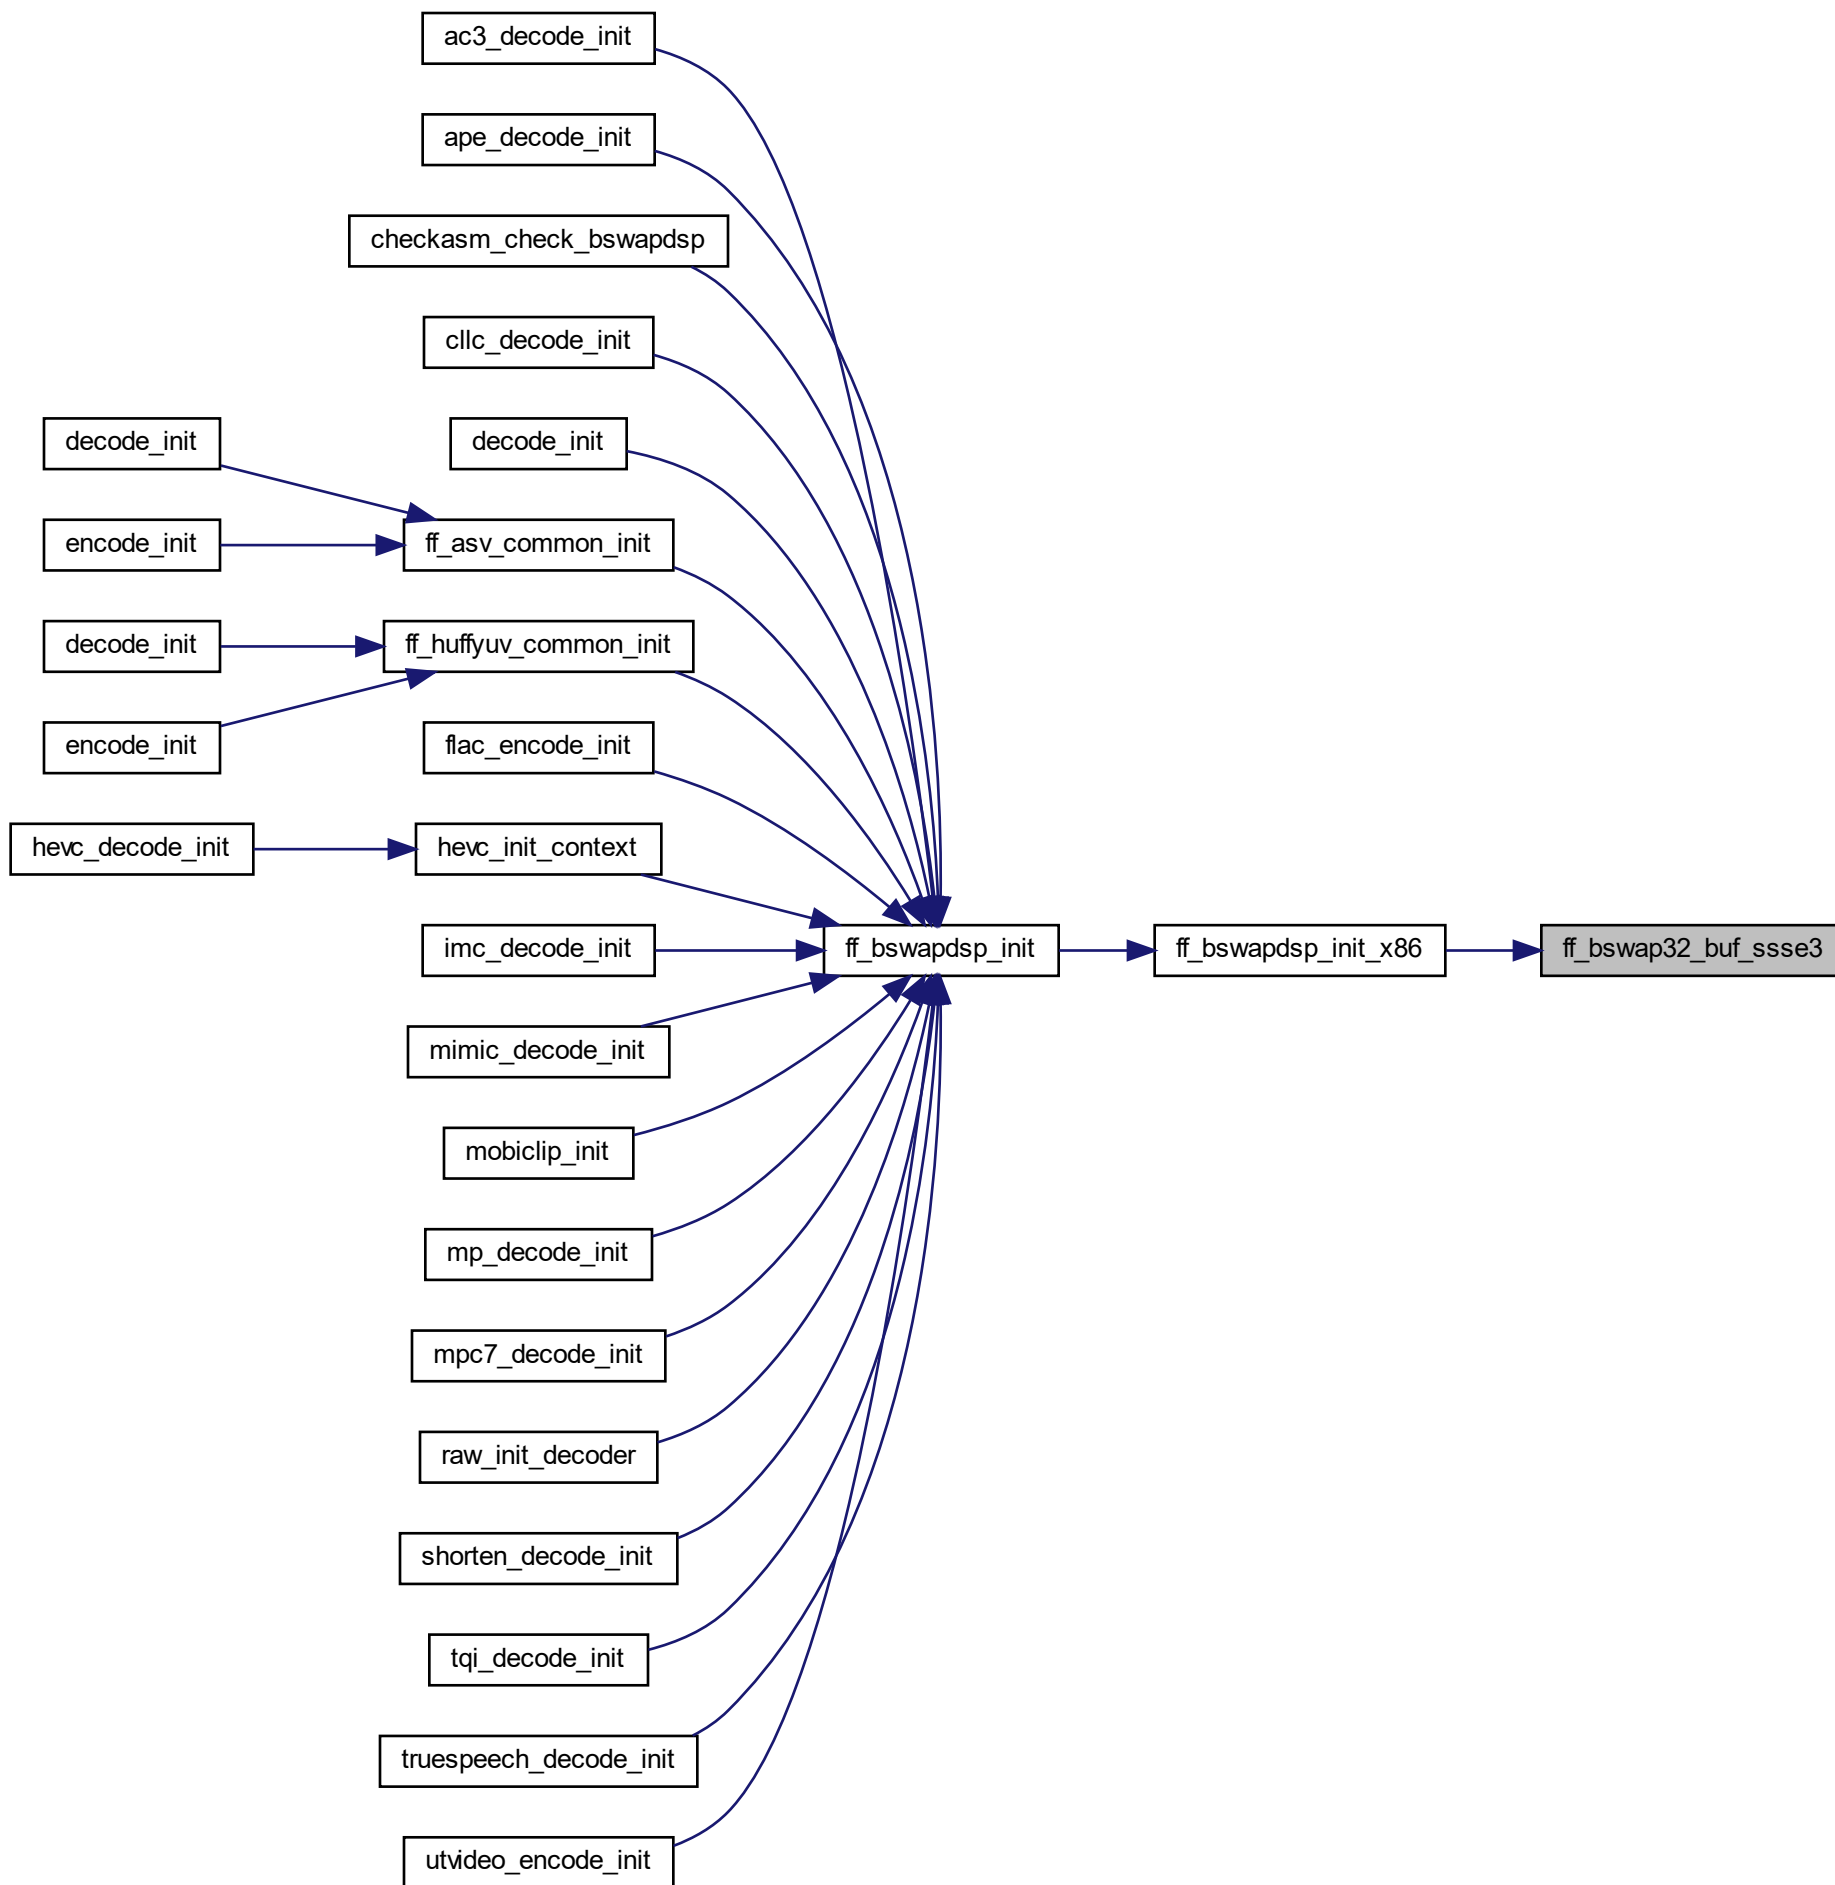 ac3_decode_init
ape_decode_init
checkasm_check_bswapdsp
cllc_decode_init
decode_init
decode_init
encode_init
ff_asv_common_init
decode_init
ff_huffyuv_common_init
encode_init
flac_encode_init
hevc_decode_init
hevc_init_context
imc_decode_init
ff_bswapdsp_init
ff_bswapdsp_init_x86
ff_bswap32_buf_ssse3
mimic_decode_init
mobiclip_init
mp_decode_init
mpc7_decode_init
raw_init_decoder
shorten_decode_init
tqi_decode_init
truespeech_decode_init
utvideo_encode_init